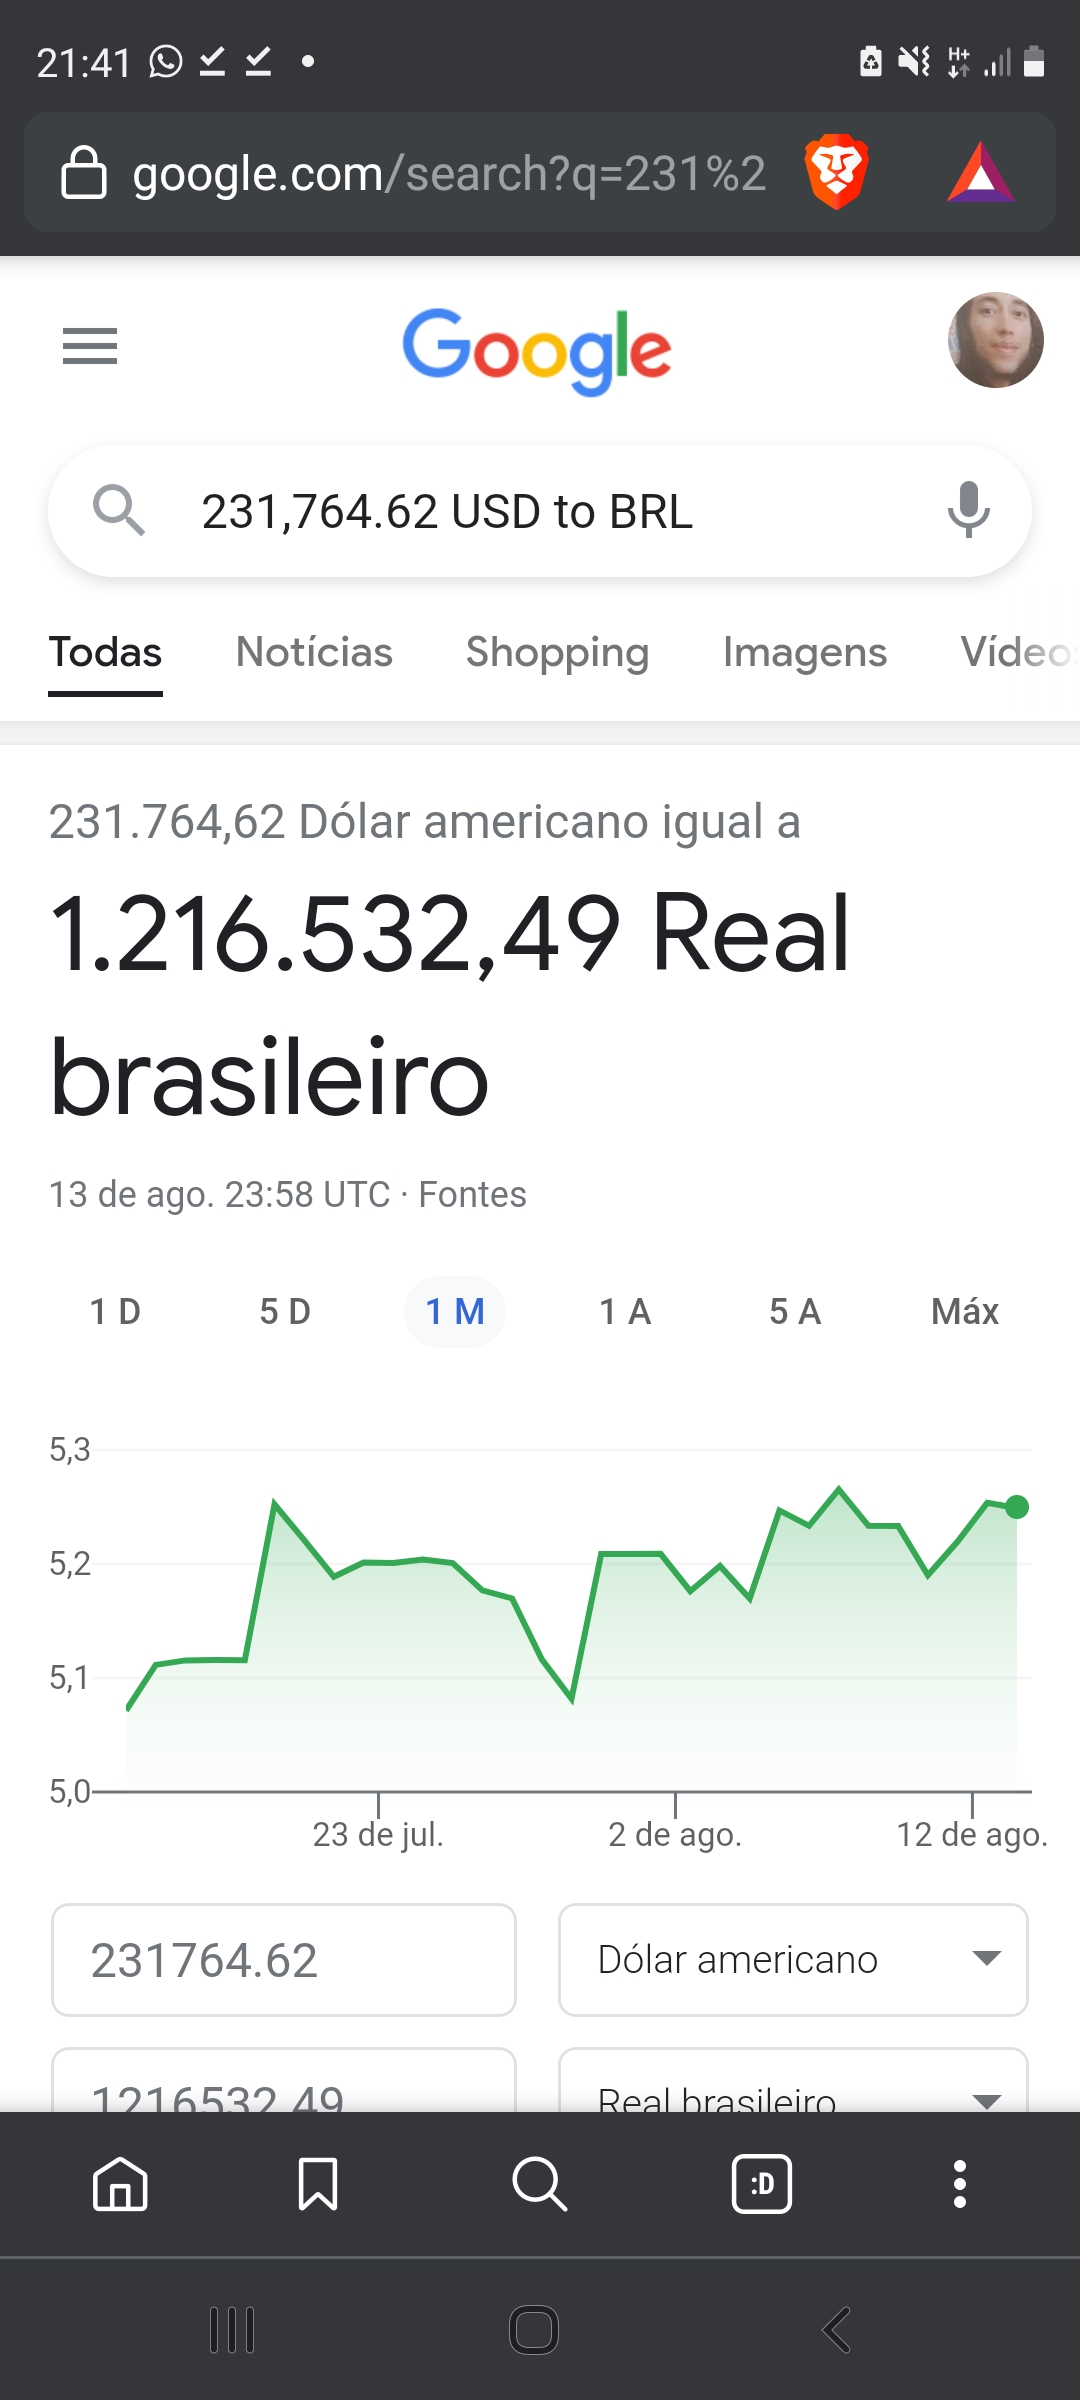 21:41
H+
google.com/search?q=231%2
Google
231,764.62 USD to BRL
Todas Notícias Shopping Imagens Vídeos
231.764,62 Dólar americano igual a
1.216.532,49 Real
brasileiro
13 de ago. 23:58 UTC · Fontes
1 D 5 D 1 M 1 A 5 A Máx
5,3
5,2
5,1
5,0
23 de jul. 2 de ago. 12 de ago.
231764.62 Dólar americano
1216532.49 Real brasileiro
:D